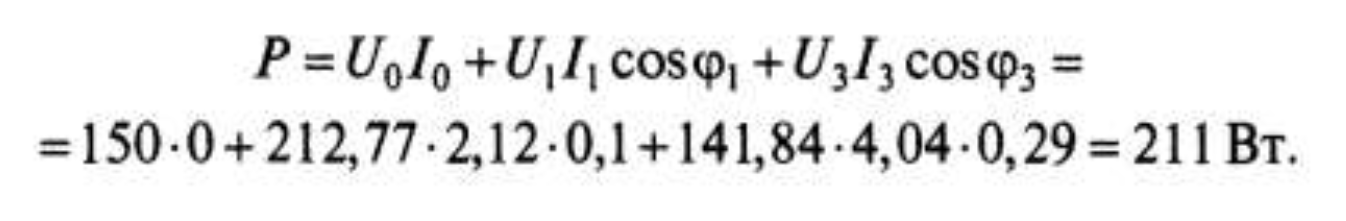 P = U₀I₀ + U₁I₁ cosφ₁ + U₃I₃ cosφ₃ =
= 150·0 + 212,77·2,12·0,1 + 141,84·4,04·0,29 = 211 Вт.